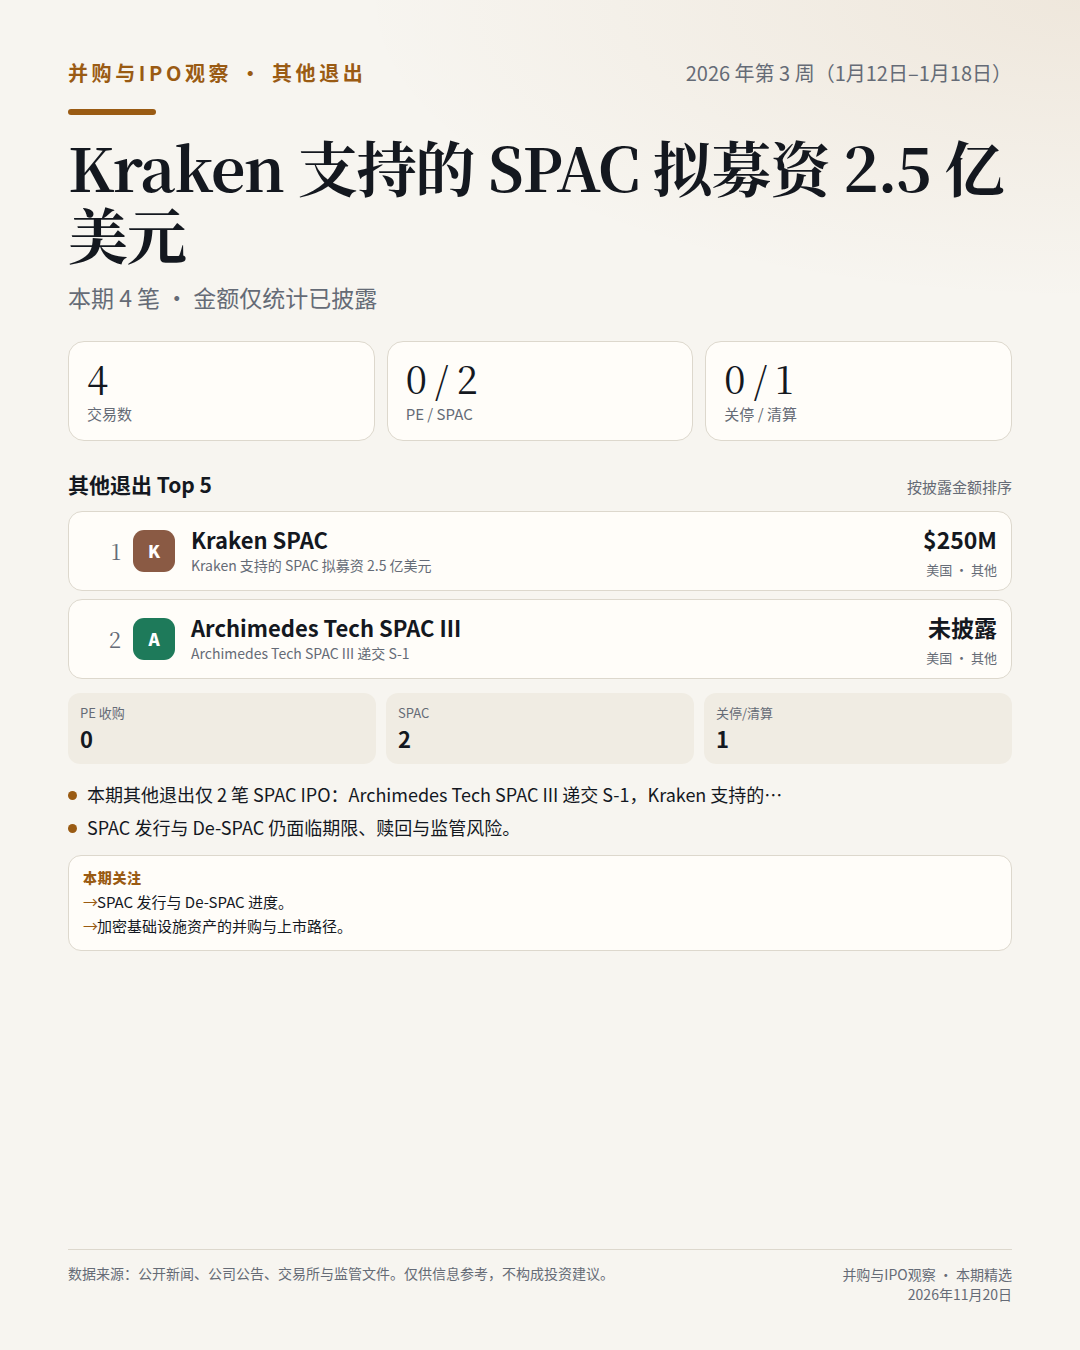 并购与IPO观察 · 其他退出
2026 年第 3 周（1月12日–1月18日）
Kraken 支持的 SPAC 拟募资 2.5 亿
美元
本期 4 笔 · 金额仅统计已披露
4
交易数
0 / 2
PE / SPAC
0 / 1
关停 / 清算
其他退出 Top 5
按披露金额排序
1
K
Kraken SPAC
Kraken 支持的 SPAC 拟募资 2.5 亿美元
$250M
美国 · 其他
2
A
Archimedes Tech SPAC III
Archimedes Tech SPAC III 递交 S-1
未披露
美国 · 其他
PE 收购
0
SPAC
2
关停/清算
1
本期其他退出仅 2 笔 SPAC IPO：Archimedes Tech SPAC III 递交 S-1，Kraken 支持的…
SPAC 发行与 De-SPAC 仍面临期限、赎回与监管风险。
本期关注
→SPAC 发行与 De-SPAC 进度。
→加密基础设施资产的并购与上市路径。
数据来源：公开新闻、公司公告、交易所与监管文件。仅供信息参考，不构成投资建议。
并购与IPO观察 · 本期精选
2026年11月20日